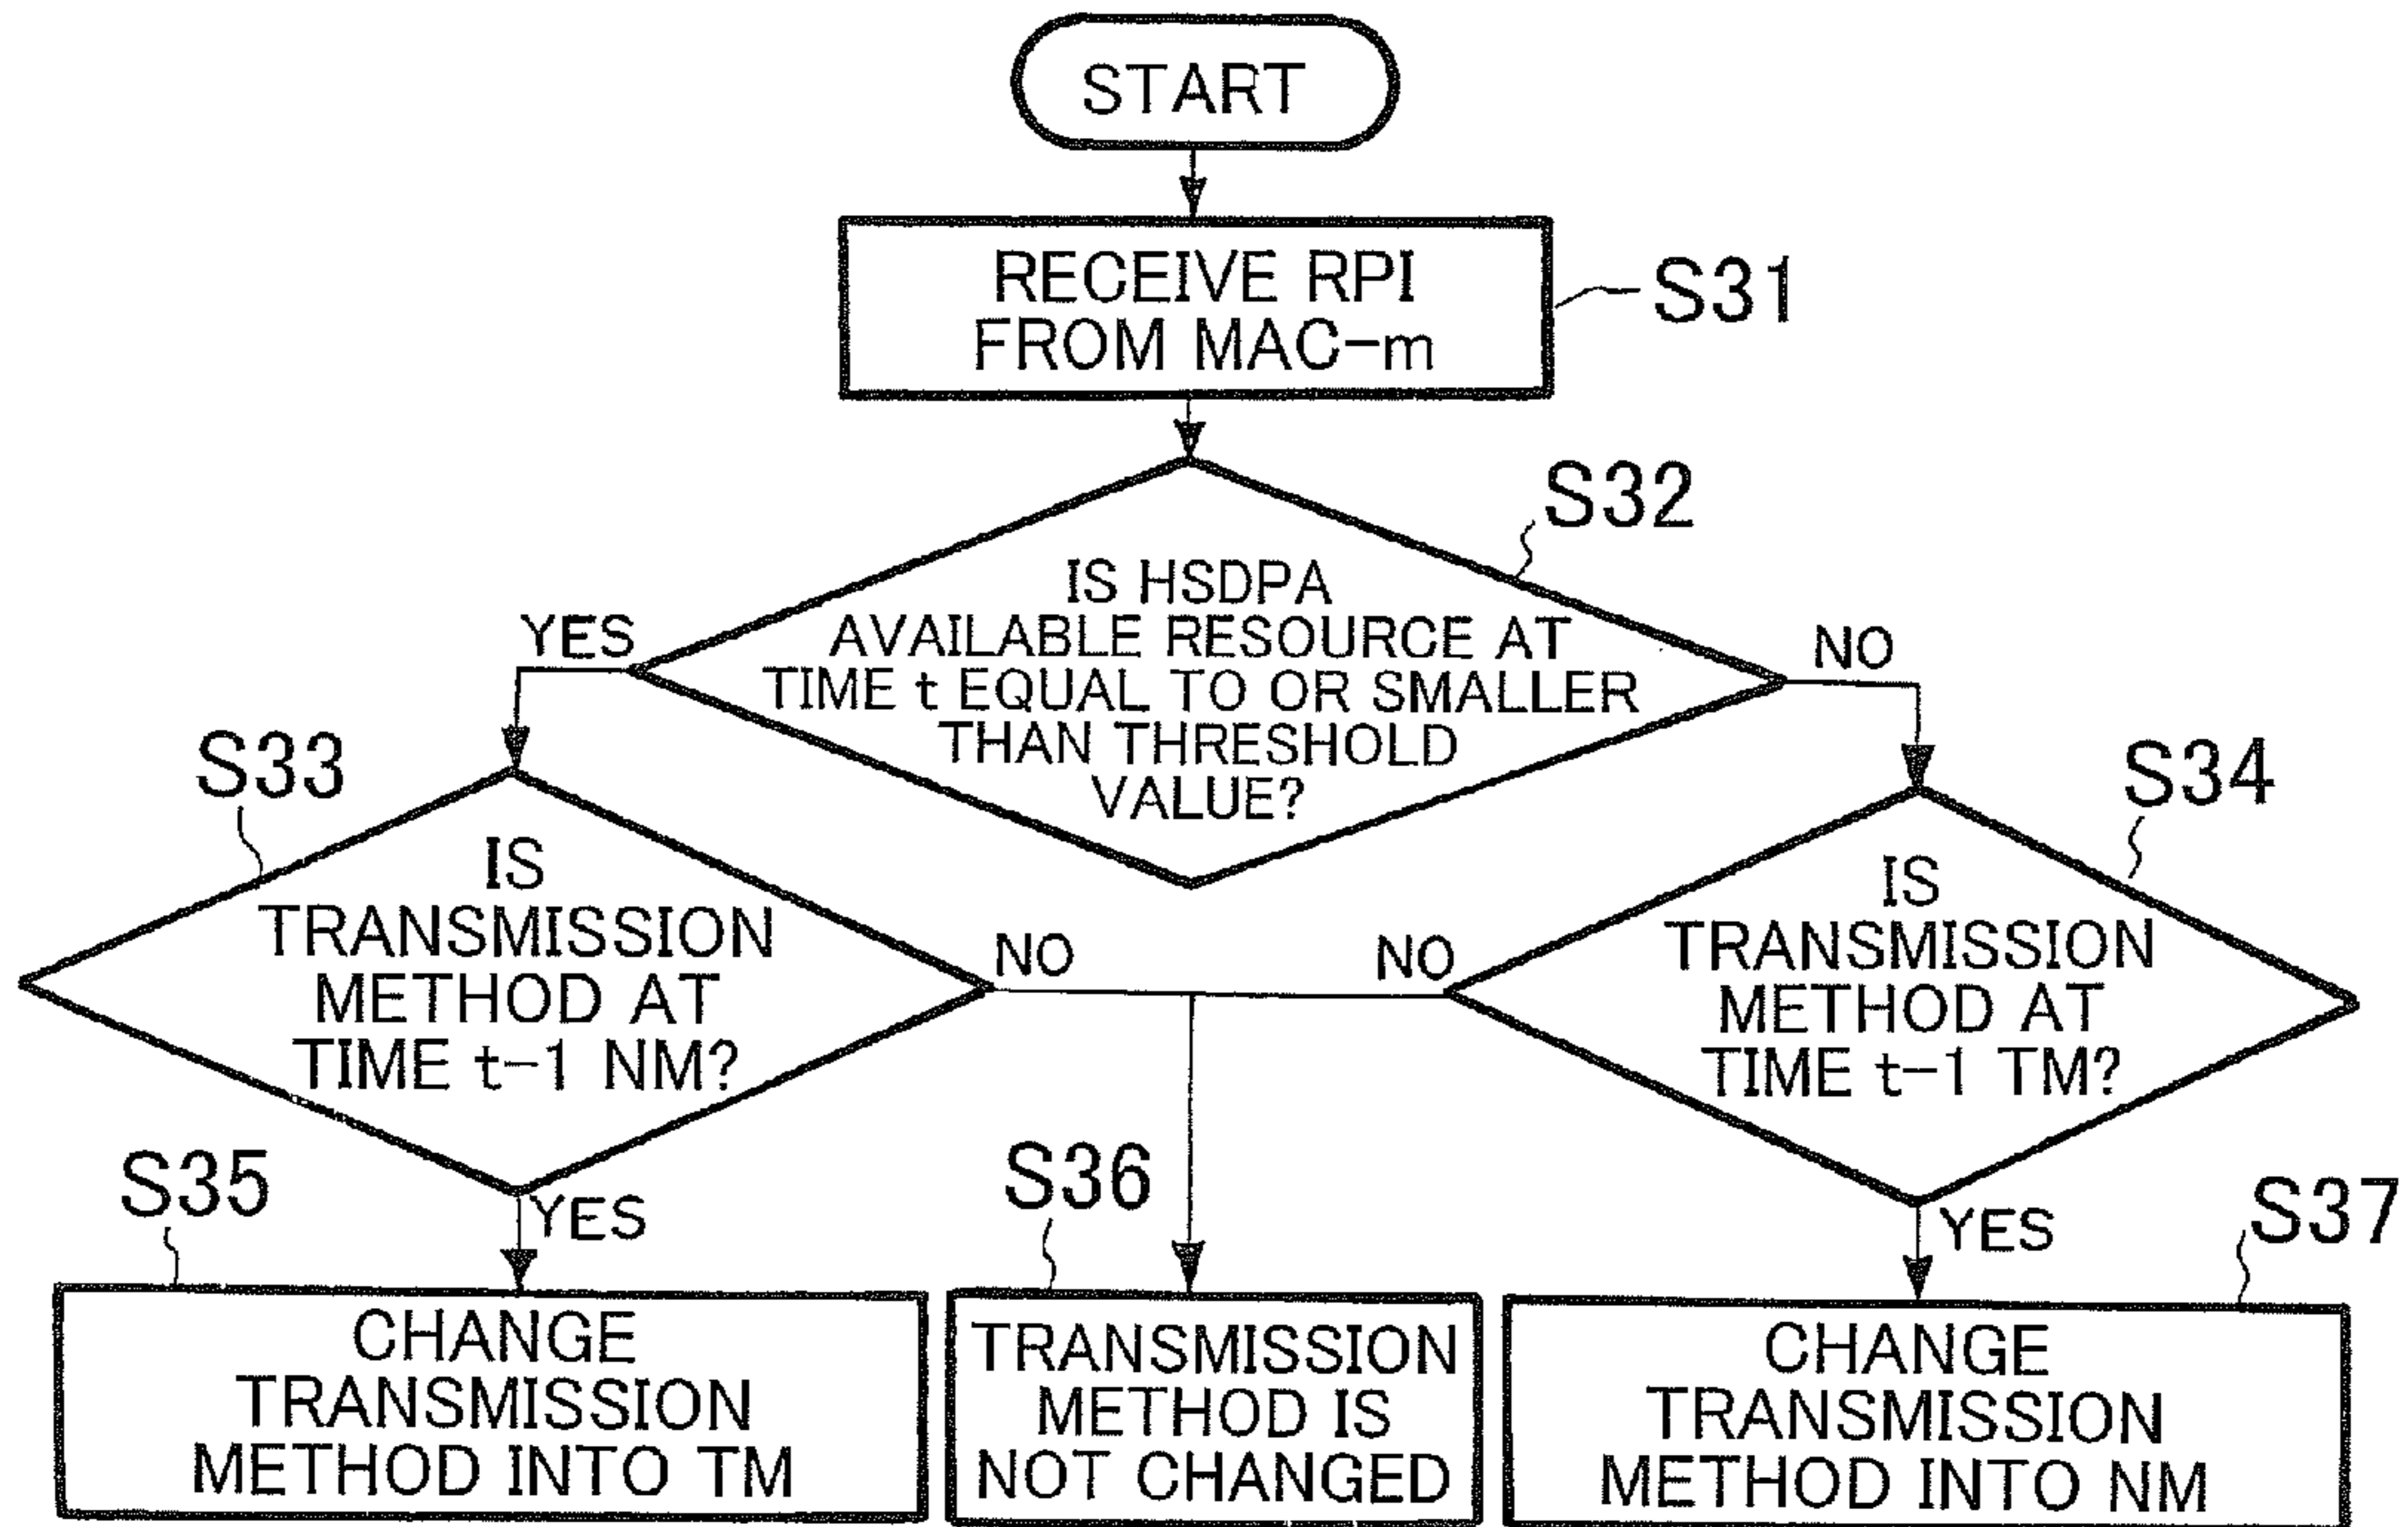 START
RECEIVE RPI
FROM MAC-m
S31
S32
IS HSDPA
AVAILABLE RESOURCE AT
TIME t EQUAL TO OR SMALLER
THAN THRESHOLD
VALUE?
YES
NO
S33
IS
TRANSMISSION
METHOD AT
TIME t-1 NM?
NO
YES
S34
IS
TRANSMISSION
METHOD AT
TIME t-1 TM?
NO
YES
S35
CHANGE
TRANSMISSION
METHOD INTO TM
S36
TRANSMISSION
METHOD IS
NOT CHANGED
S37
CHANGE
TRANSMISSION
METHOD INTO NM